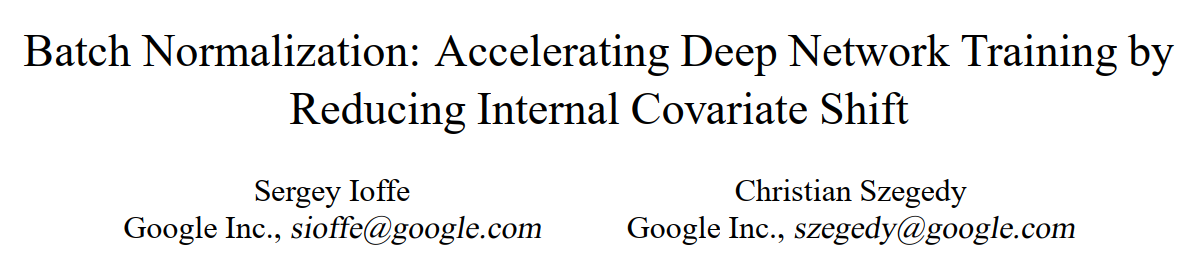 Batch Normalization: Accelerating Deep Network Training by
Reducing Internal Covariate Shift
Sergey Ioffe
Google Inc., sioffe@google.com
Christian Szegedy
Google Inc., szegedy@google.com